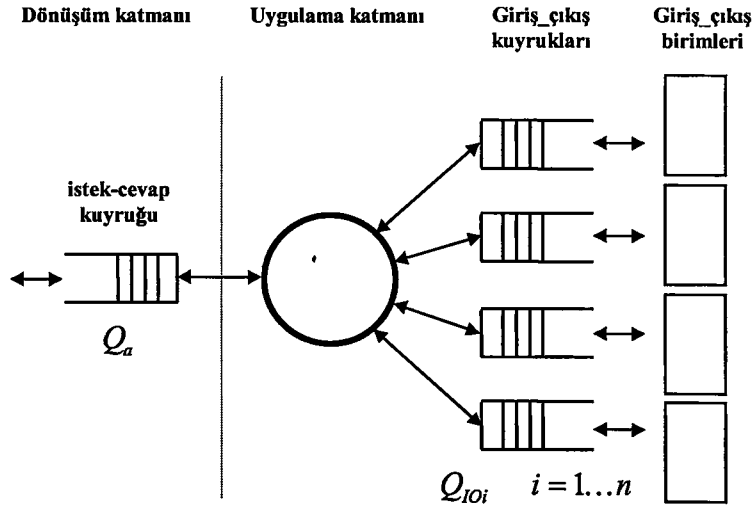 Dönüşüm katmanı
Uygulama katmanı
Giriş_çıkış
kuyrukları
Giriş_çıkış
birimleri
istek-cevap
kuyruğu
Qa
QIOi
i = 1...n